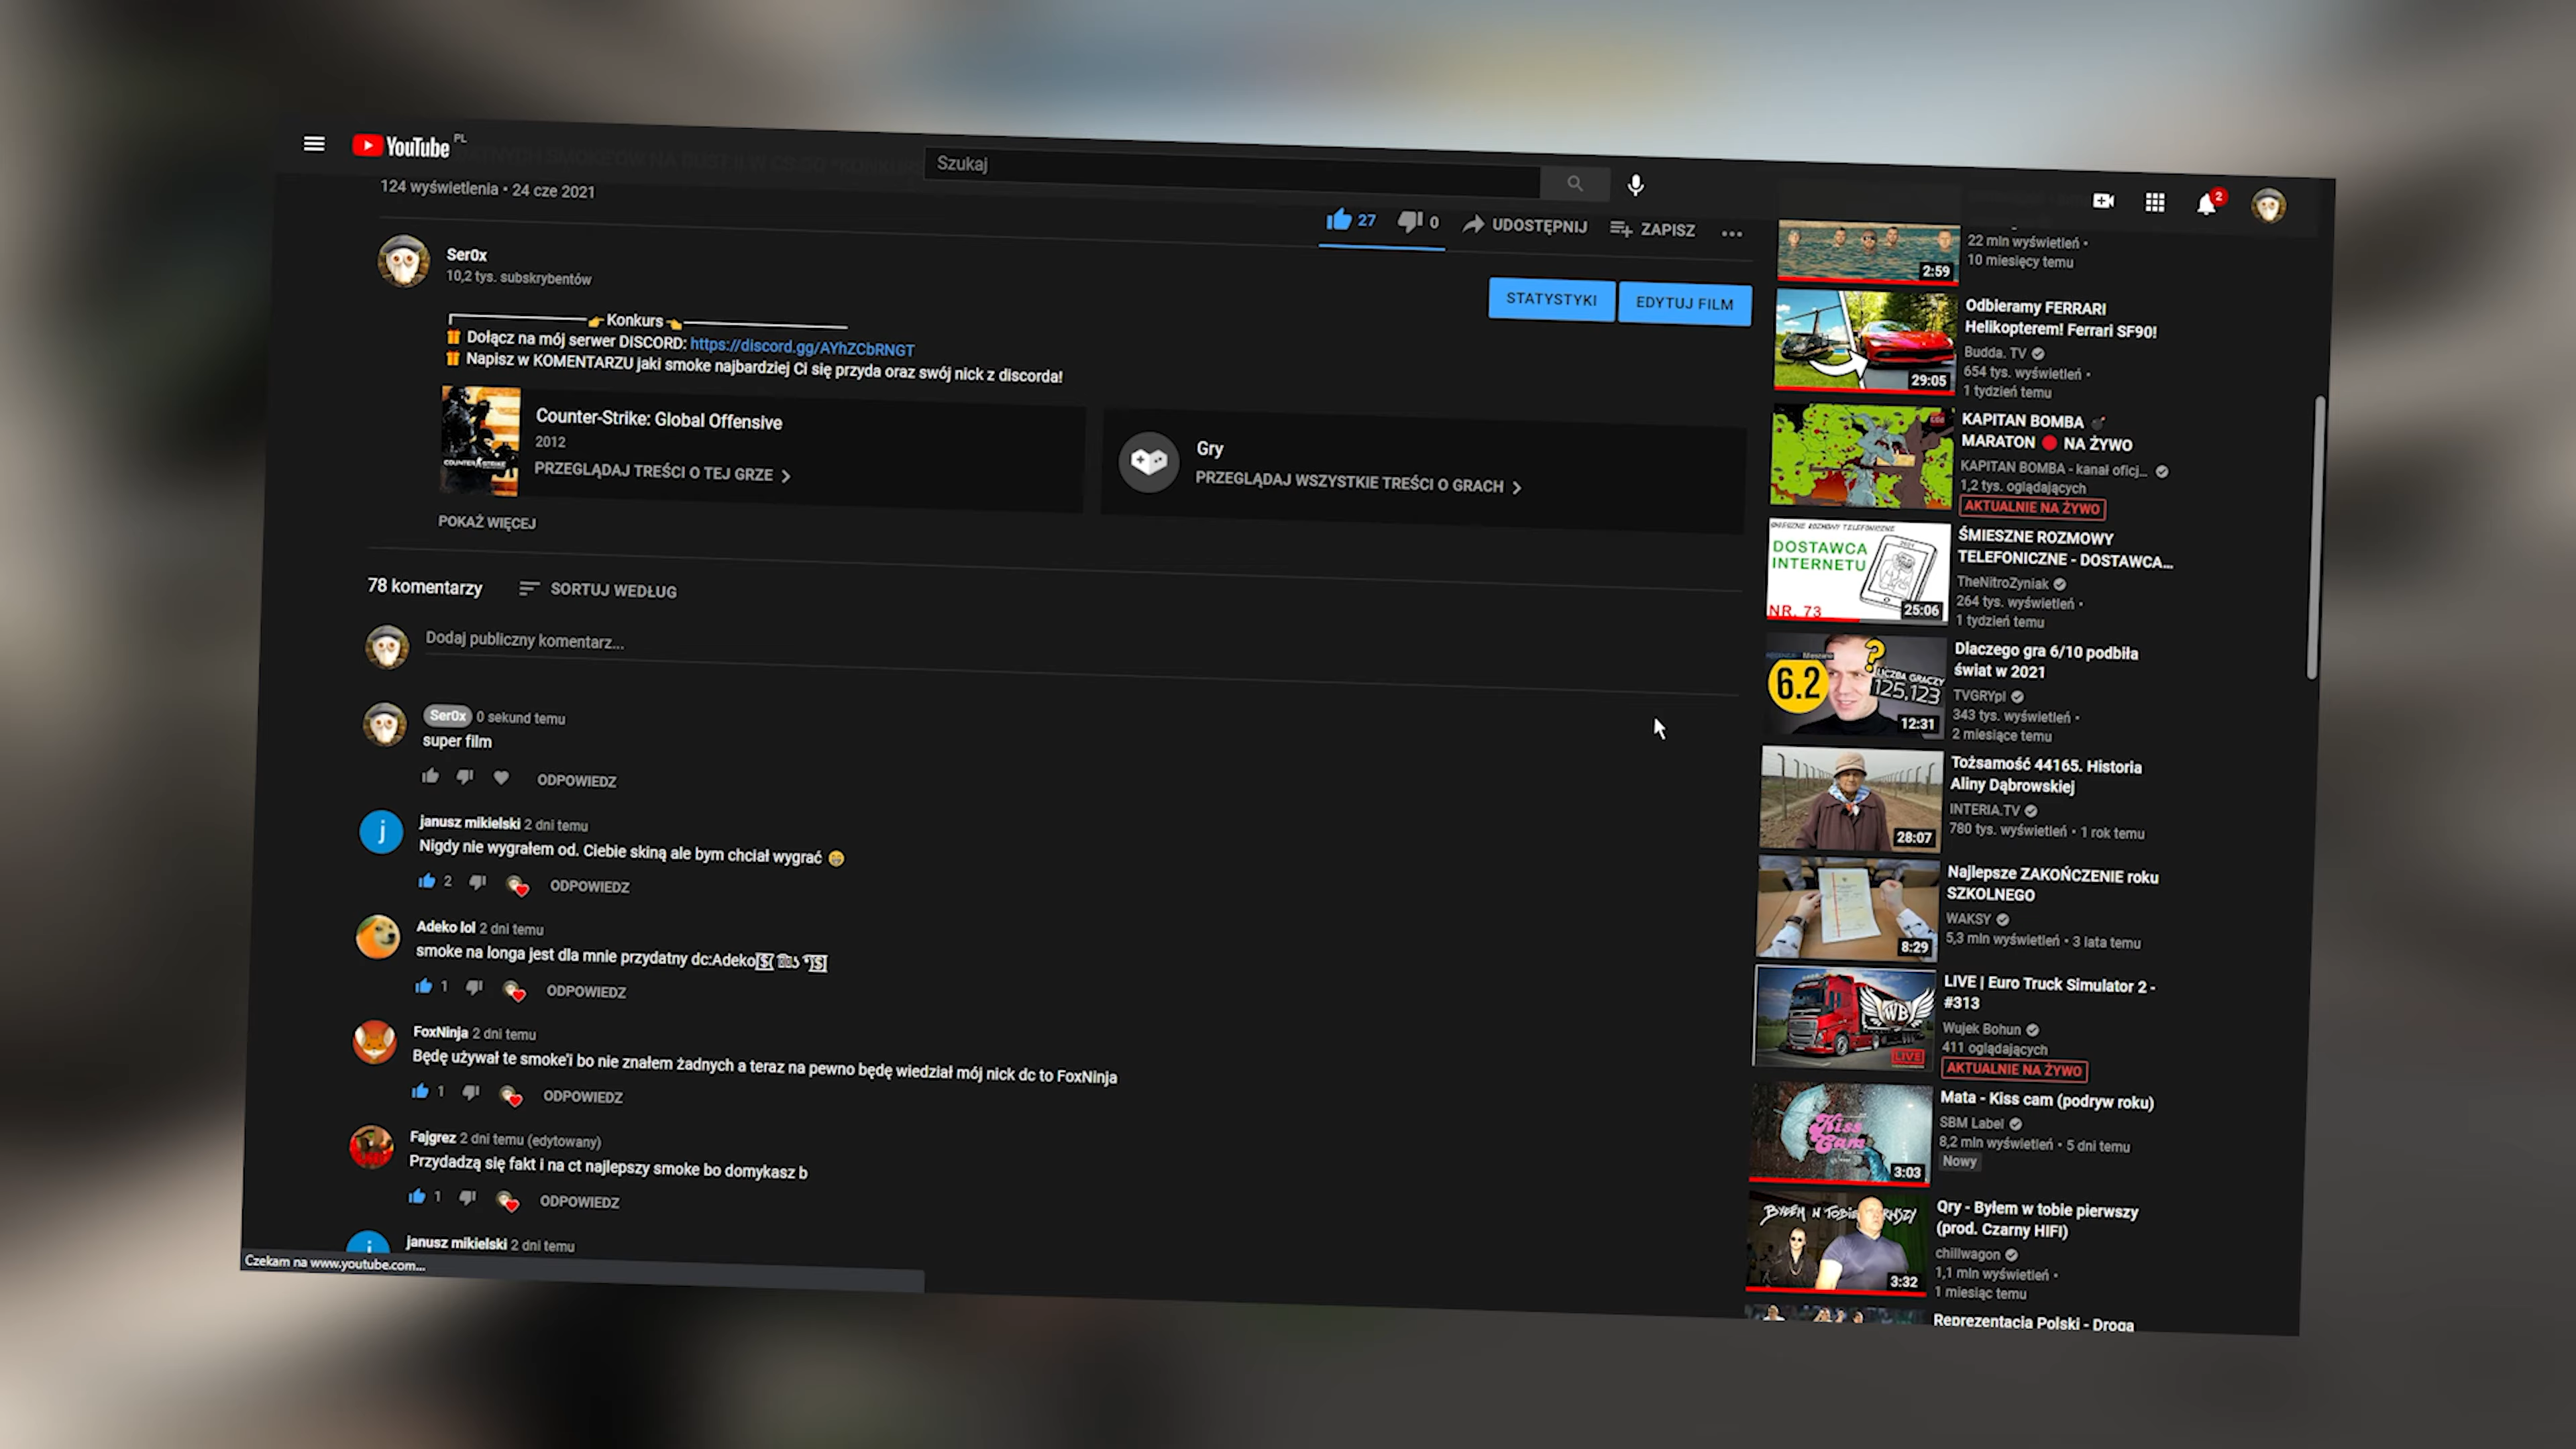 YouTube PL
Szukaj
124 wyświetlenia • 24 cze 2021
27
0
UDOSTĘPNIJ
ZAPISZ
Ser0x
10,2 tys. subskrybentów
STATYSTYKI
EDYTUJ FILM
Konkurs
Dołącz na mój serwer DISCORD: https://discord.gg/AYhZCbRNGT
Napisz w KOMENTARZU jaki smoke najbardziej Ci się przyda oraz swój nick z discorda!
COUNTER STRIKE
Counter-Strike: Global Offensive
2012
PRZEGLĄDAJ TREŚCI O TEJ GRZE
Gry
PRZEGLĄDAJ WSZYSTKIE TREŚCI O GRACH
POKAŻ WIĘCEJ
78 komentarzy
SORTUJ WEDŁUG
Dodaj publiczny komentarz...
Ser0x 0 sekund temu
super film
ODPOWIEDZ
j
janusz mikielski 2 dni temu
Nigdy nie wygrałem od. Ciebie skiną ale bym chciał wygrać 😁
2
ODPOWIEDZ
Adeko lol 2 dni temu
smoke na longa jest dla mnie przydatny dc:Adeko
1
ODPOWIEDZ
FoxNinja 2 dni temu
Będę używał te smoke'i bo nie znałem żadnych a teraz na pewno będę wiedział mój nick dc to FoxNinja
1
ODPOWIEDZ
Fajgrez 2 dni temu (edytowany)
Przydadzą się fakt i na ct najlepszy smoke bo domykasz b
1
ODPOWIEDZ
janusz mikielski 2 dni temu
Czekam na www.youtube.com...
2
2:59
22 mln wyświetleń •
10 miesięcy temu
29:05
Odbieramy FERRARI
Helikopterem! Ferrari SF90!
Budda. TV
654 tys. wyświetleń •
1 tydzień temu
KAPITAN BOMBA
MARATON 🔴 NA ŻYWO
KAPITAN BOMBA - kanał oficj...
1,2 tys. oglądających
AKTUALNIE NA ŻYWO
ŚMIESZNE ROZMOWY TELEFONICZNE
DOSTAWCA
INTERNETU
NR. 73
25:06
ŚMIESZNE ROZMOWY
TELEFONICZNE - DOSTAWCA...
TheNitroZyniak
264 tys. wyświetleń •
1 tydzień temu
6.2
?
LICZBA GRACZY
125,123
12:31
Dlaczego gra 6/10 podbiła
świat w 2021
TVGRYpl
343 tys. wyświetleń •
2 miesiące temu
28:07
Tożsamość 44165. Historia
Aliny Dąbrowskiej
INTERIA.TV
780 tys. wyświetleń • 1 rok temu
8:29
Najlepsze ZAKOŃCZENIE roku
SZKOLNEGO
WAKSY
5,3 mln wyświetleń • 3 lata temu
WB
LIVE
LIVE | Euro Truck Simulator 2 -
#313
Wujek Bohun
411 oglądających
AKTUALNIE NA ŻYWO
Kiss
Cam
3:03
Mata - Kiss cam (podryw roku)
SBM Label
8,2 mln wyświetleń • 5 dni temu
Nowy
3:32
Qry - Byłem w tobie pierwszy
(prod. Czarny HIFI)
chillwagon
1,1 mln wyświetleń •
1 miesiąc temu
Reprezentacja Polski - Droga